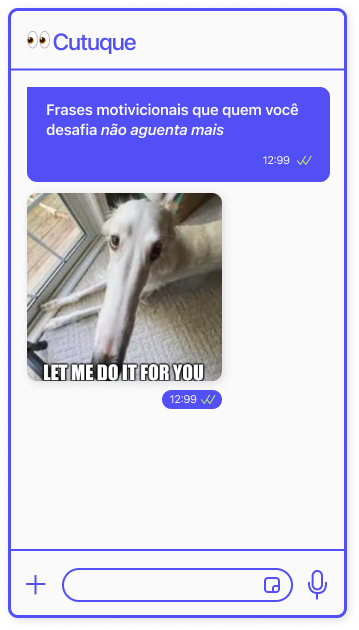 👀Cutuque
Frases motivicionais que quem você
desafia não aguenta mais
12:99
LET ME DO IT FOR YOU
12:99